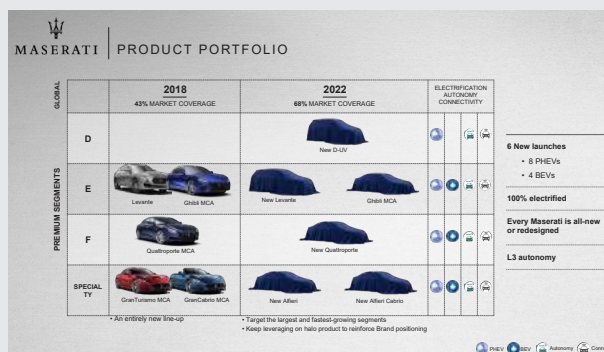 MASERATI
PRODUCT PORTFOLIO
GLOBAL
2018
43% MARKET COVERAGE
2022
68% MARKET COVERAGE
ELECTRIFICATION
AUTONOMY
CONNECTIVITY
PREMIUM SEGMENTS
D
New D-UV
E
Levante
Ghibli MCA
New Levante
Ghibli MCA
F
Quattroporte MCA
New Quattroporte
SPECIAL
TY
GranTurismo MCA
GranCabrio MCA
New Alfieri
New Alfieri Cabrio
• An entirely new line-up
• Target the largest and fastest-growing segments
• Keep leveraging on halo product to reinforce Brand positioning
6 New launches
• 8 PHEVs
• 4 BEVs
100% electrified
Every Maserati is all-new
or redesigned
L3 autonomy
PHEV
BEV
Autonomy